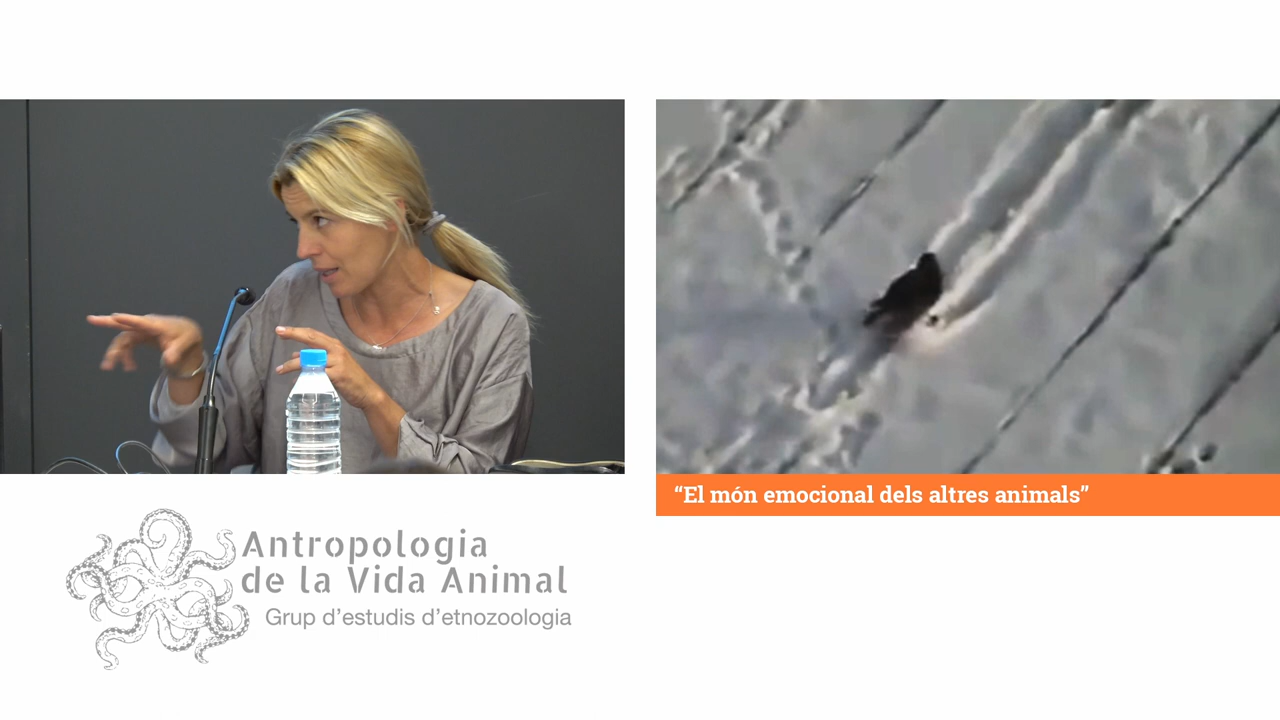 “El món emocional dels altres animals”
Antropologia
de la Vida Animal
Grup d’estudis d’etnozoologia